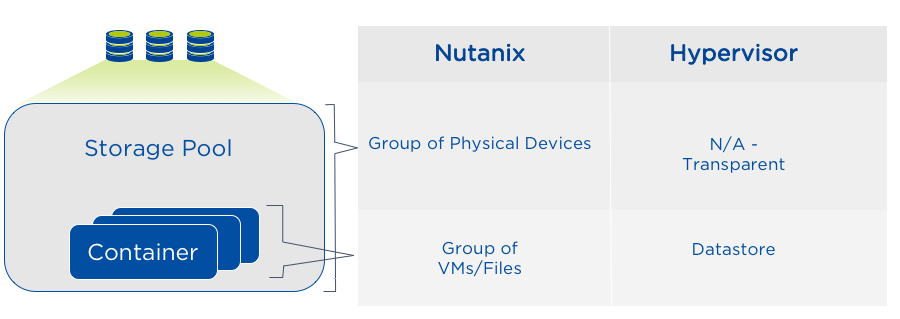 Nutanix
Hypervisor
Storage Pool
Group of Physical Devices
N/A -
Transparent
Container
Group of
VMs/Files
Datastore